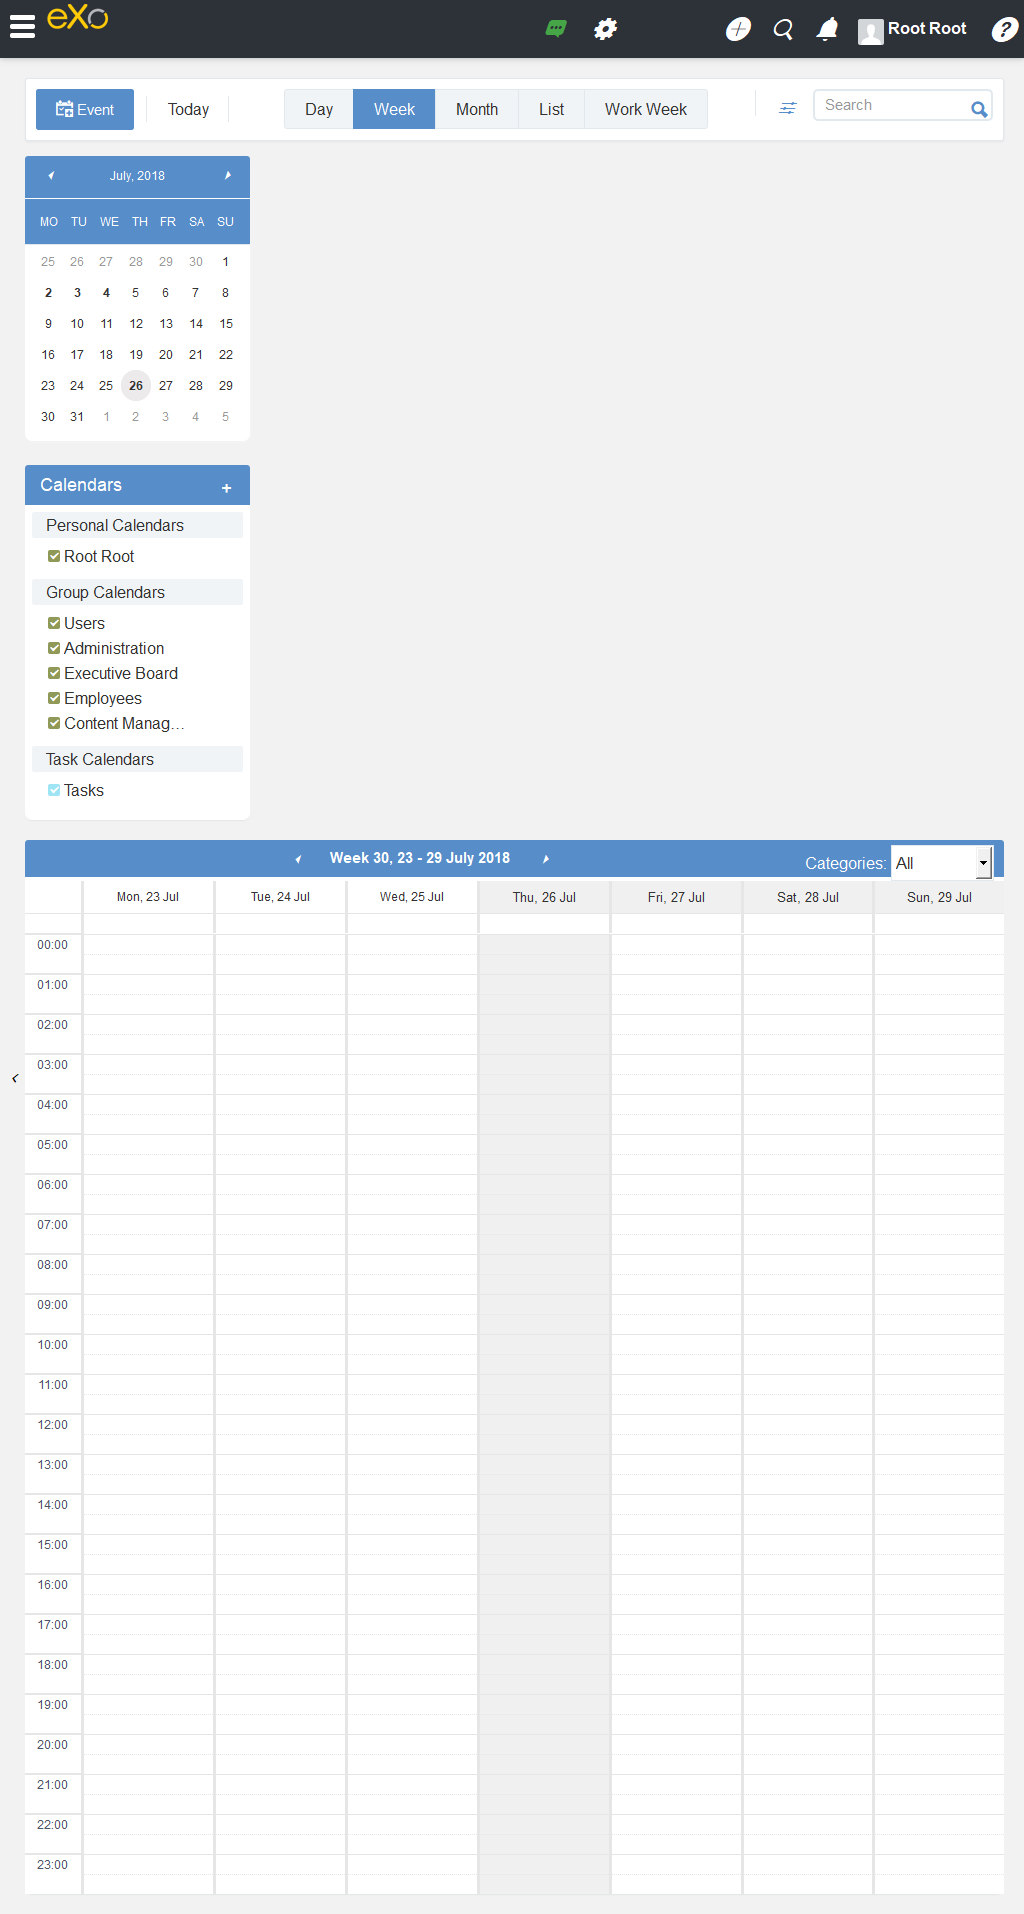 eXo
Root Root
?
Event
Today
Day
Week
Month
List
Work Week
Search
July, 2018
MO TU WE TH FR SA SU
25 26 27 28 29 30 1
2 3 4 5 6 7 8
9 10 11 12 13 14 15
16 17 18 19 20 21 22
23 24 25 26 27 28 29
30 31 1 2 3 4 5
Calendars +
Personal Calendars
Root Root
Group Calendars
Users
Administration
Executive Board
Employees
Content Manag...
Task Calendars
Tasks
Week 30, 23 - 29 July 2018
Categories: All
Mon, 23 Jul Tue, 24 Jul Wed, 25 Jul Thu, 26 Jul Fri, 27 Jul Sat, 28 Jul Sun, 29 Jul
00:00
01:00
02:00
03:00
04:00
05:00
06:00
07:00
08:00
09:00
10:00
11:00
12:00
13:00
14:00
15:00
16:00
17:00
18:00
19:00
20:00
21:00
22:00
23:00